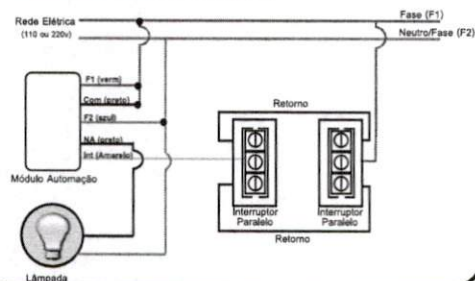 Rede Elétrica
(110 ou 220v)
Fase (F1)
Neutro/Fase (F2)
F1 (verm)
Com (preto)
F2 (azul)
NA (preto)
Int (Amarelo)
Módulo Automação
Retorno
Interruptor
Paralelo
Interruptor
Paralelo
Retorno
Lâmpada